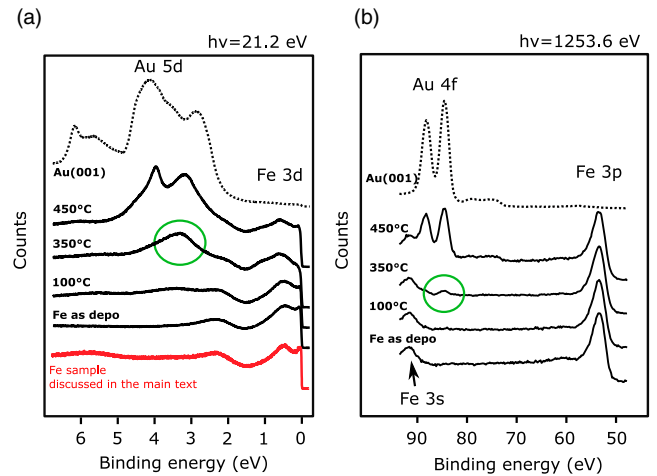 (a)
hν=21.2 eV
Au 5d
Au(001)
Fe 3d
450°C
350°C
100°C
Fe as depo
Fe sample
discussed in the main text
Counts
6 5 4 3 2 1 0
Binding energy (eV)
(b)
hν=1253.6 eV
Au 4f
Fe 3p
Au(001)
450°C
350°C
100°C
Fe as depo
Fe 3s
Counts
90 80 70 60 50
Binding energy (eV)